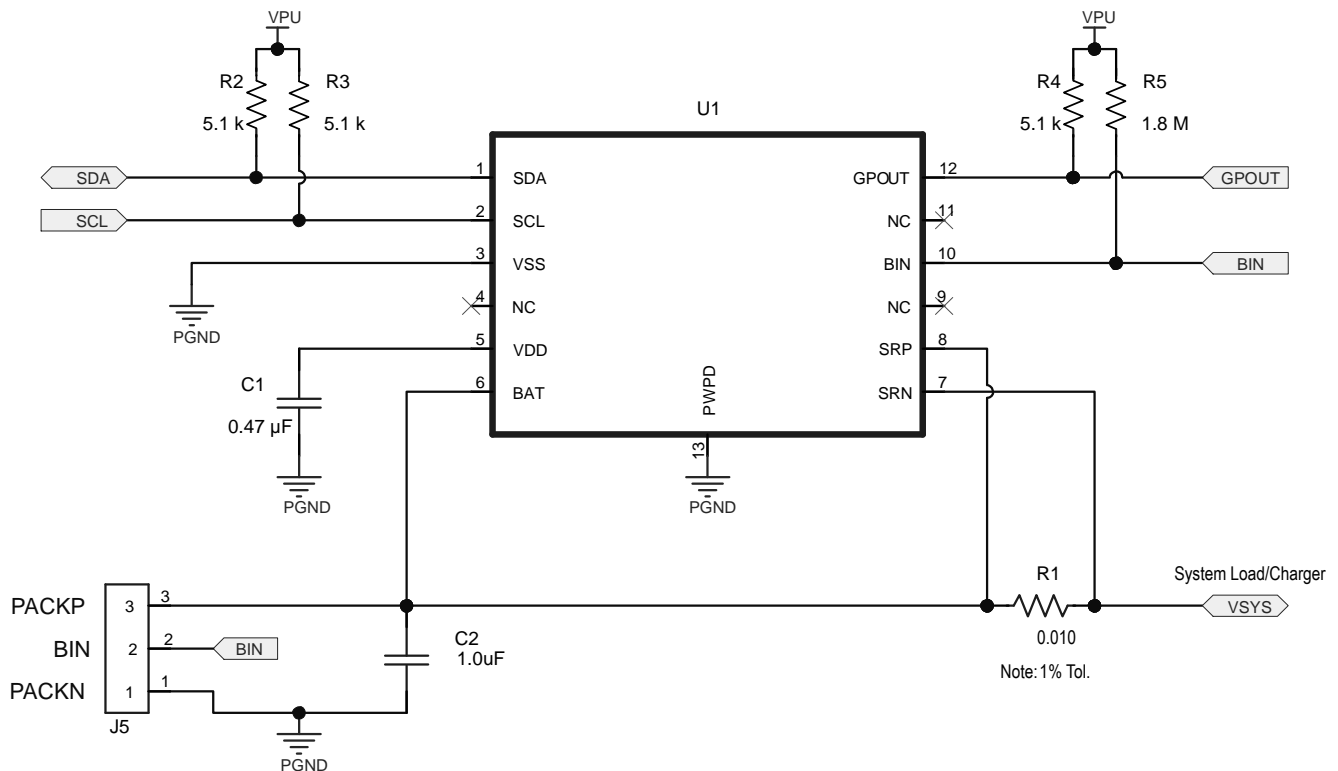 VPU
R2
R3
5.1 k
5.1 k
SDA
SCL
PGND
C1
0.47 µF
PGND
U1
1
SDA
2
SCL
3
VSS
4
NC
5
VDD
6
BAT
PWPD
13
PGND
GPOUT
12
NC
11
BIN
10
NC
9
SRP
8
SRN
7
VPU
R4
R5
5.1 k
1.8 M
GPOUT
BIN
System Load/Charger
R1
VSYS
0.010
Note: 1% Tol.
PACKP
3
3
BIN
2
2
BIN
PACKN
1
1
J5
C2
1.0uF
PGND